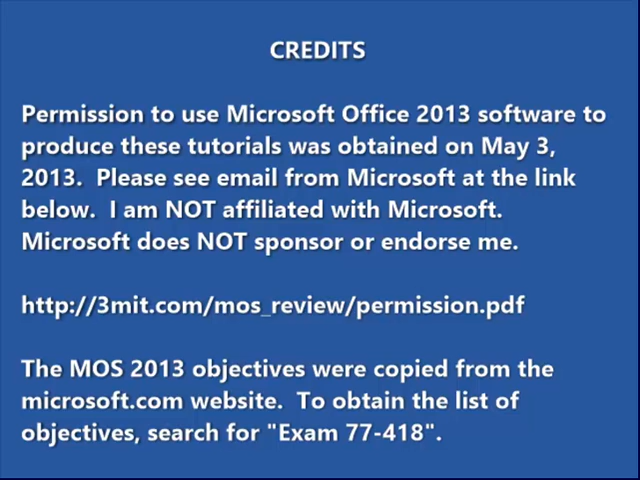 CREDITS
Permission to use Microsoft Office 2013 software to
produce these tutorials was obtained on May 3,
2013.  Please see email from Microsoft at the link
below.  I am NOT affiliated with Microsoft.
Microsoft does NOT sponsor or endorse me.
http://3mit.com/mos_review/permission.pdf
The MOS 2013 objectives were copied from the
microsoft.com website.  To obtain the list of
objectives, search for "Exam 77-418".